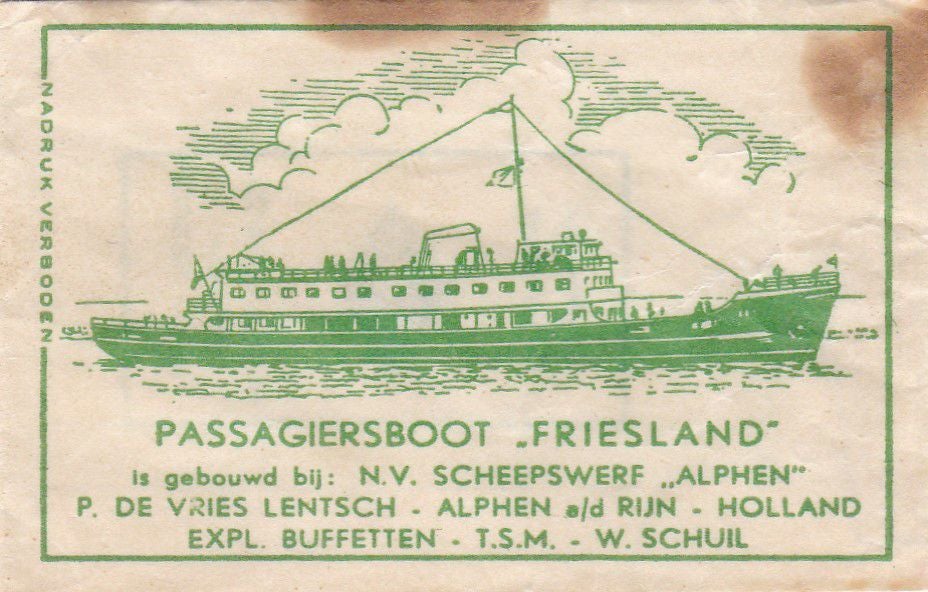 NADRUK VERBODEN
PASSAGIERSBOOT „FRIESLAND"
is gebouwd bij: N.V. SCHEEPSWERF „ALPHEN"
P. DE VRIES LENTSCH - ALPHEN a/d RIJN - HOLLAND
EXPL. BUFFETTEN - T.S.M. - W. SCHUIL